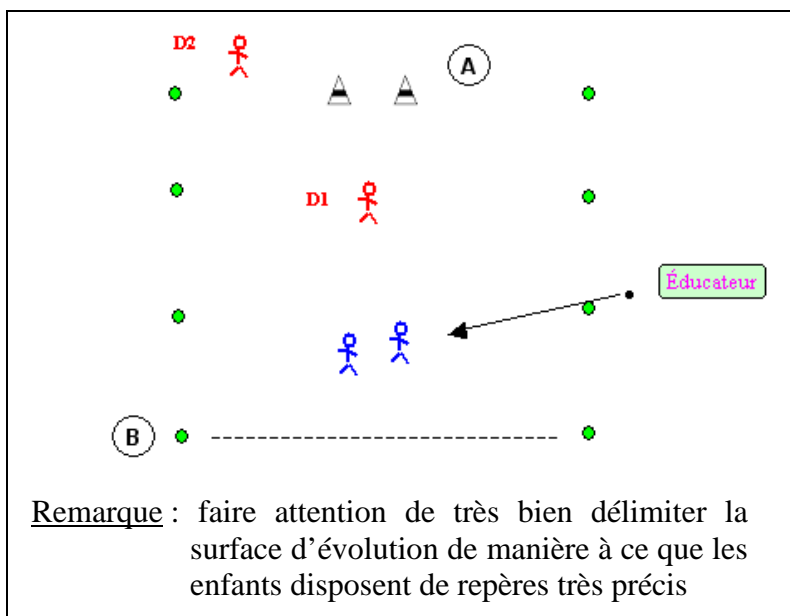 D2
A
D1
Éducateur
B
Remarque : faire attention de très bien délimiter la
surface d’évolution de manière à ce que les
enfants disposent de repères très précis